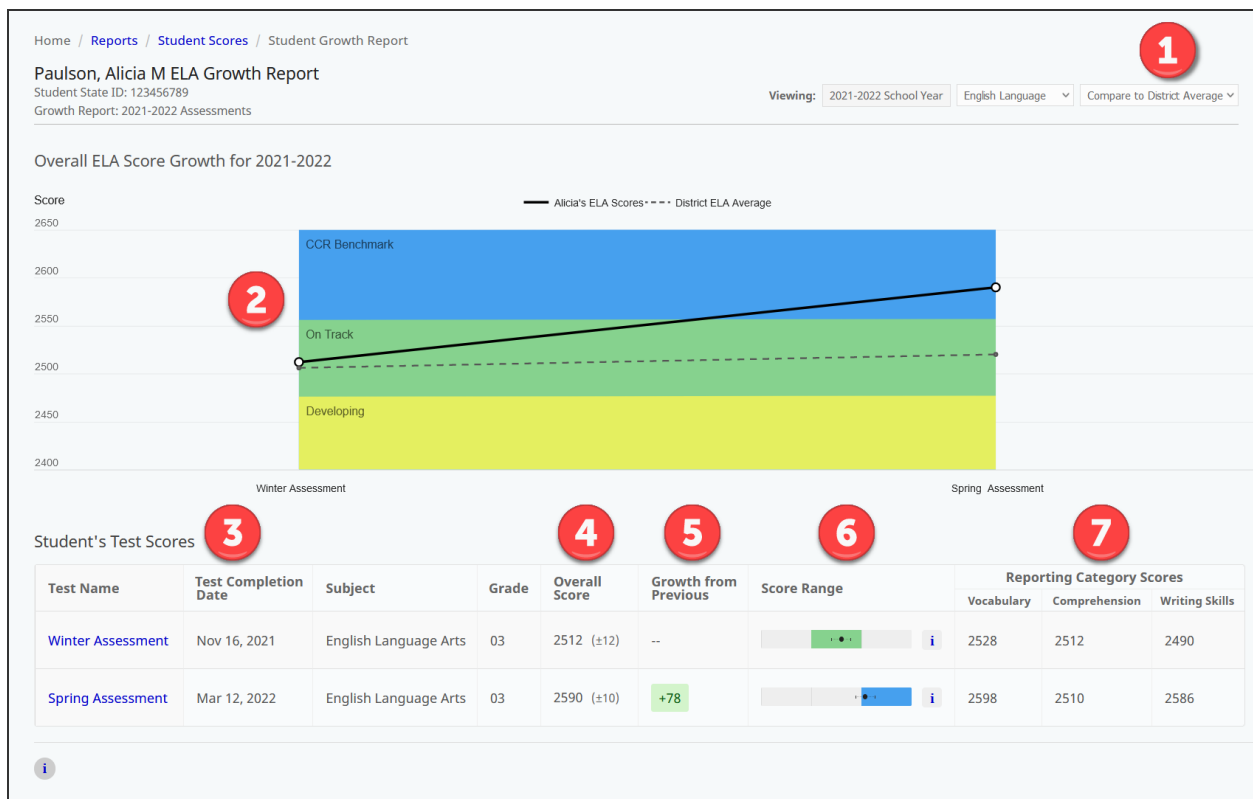 Home / Reports / Student Scores / Student Growth Report
1
Paulson, Alicia M ELA Growth Report
Student State ID: 123456789
Growth Report: 2021-2022 Assessments
Viewing: 2021-2022 School Year English Language Compare to District Average
Overall ELA Score Growth for 2021-2022
Score
Alicia's ELA Scores District ELA Average
2650
CCR Benchmark
2600
2
2550
On Track
2500
2450
Developing
2400
Winter Assessment Spring Assessment
Student's Test Scores 3 4 5 6 7
Test Name Test Completion Date Subject Grade Overall Score Growth from Previous Score Range Reporting Category Scores
Vocabulary Comprehension Writing Skills
Winter Assessment Nov 16, 2021 English Language Arts 03 2512 (±12) -- i 2528 2512 2490
Spring Assessment Mar 12, 2022 English Language Arts 03 2590 (±10) +78 i 2598 2510 2586
i